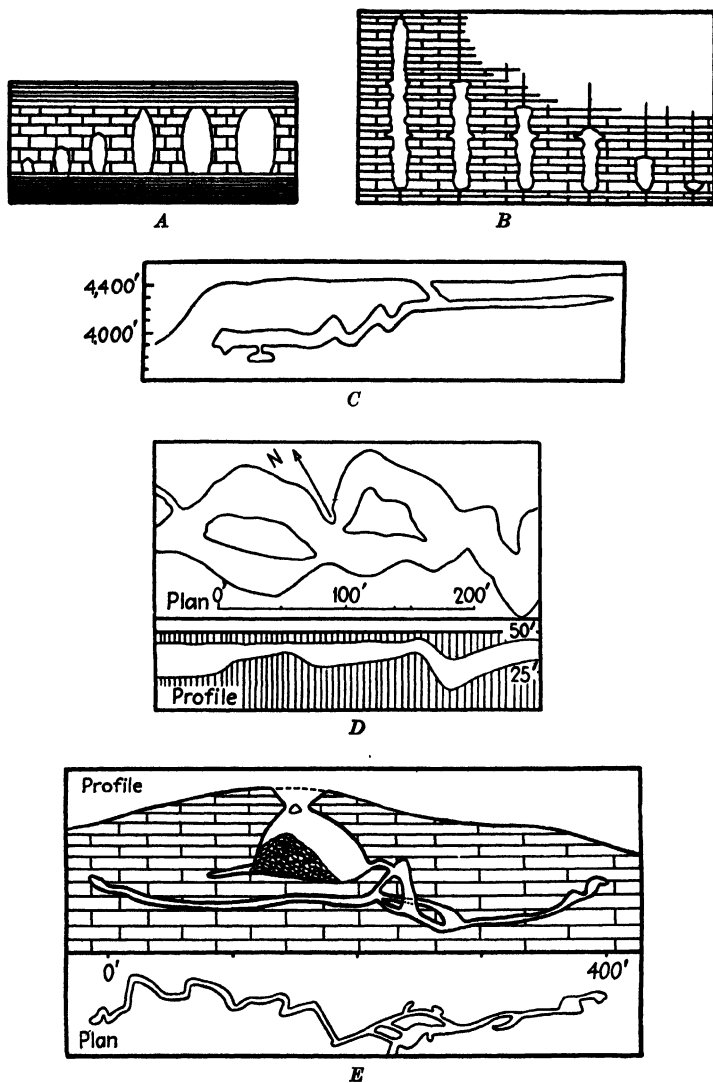 A
B
4,400'
4,000'
C
N
Plan 0' 100' 200'
50'
25'
Profile
D
Profile
0' 400'
Plan
E